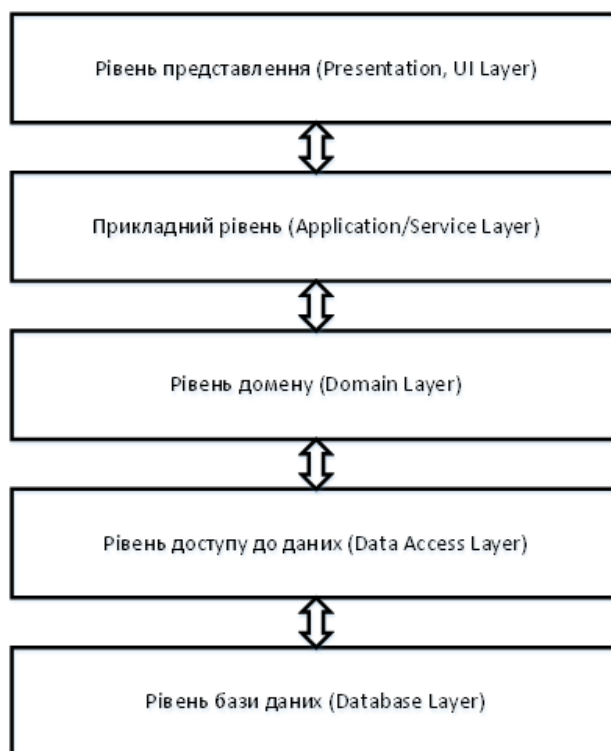 Рівень представлення (Presentation, UI Layer)
Прикладний рівень (Application/Service Layer)
Рівень домену (Domain Layer)
Рівень доступу до даних (Data Access Layer)
Рівень бази даних (Database Layer)